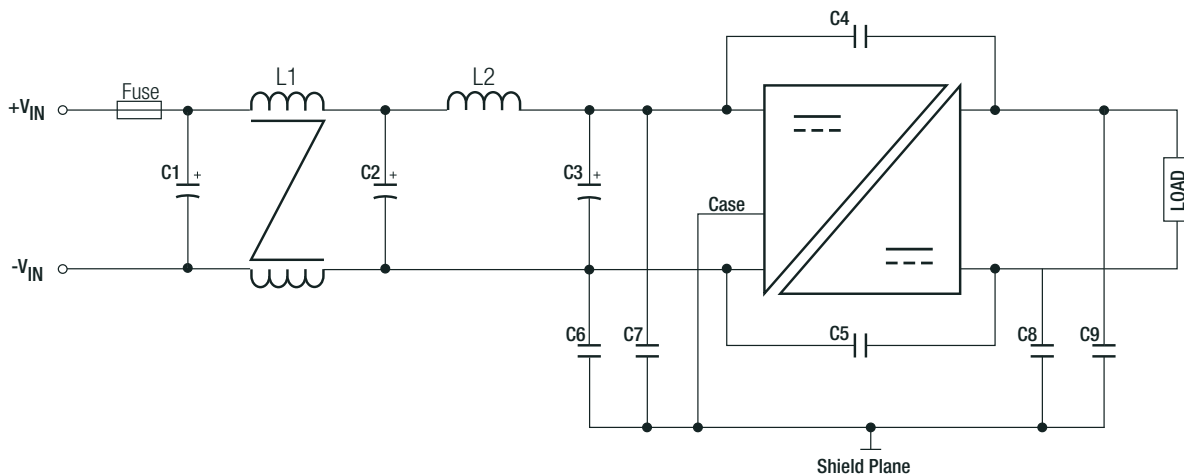 C4
Fuse
L1
L2
+VIN
C1
+
C2
+
C3
+
Case
LOAD
-VIN
C6
C7
C5
C8
C9
Shield Plane